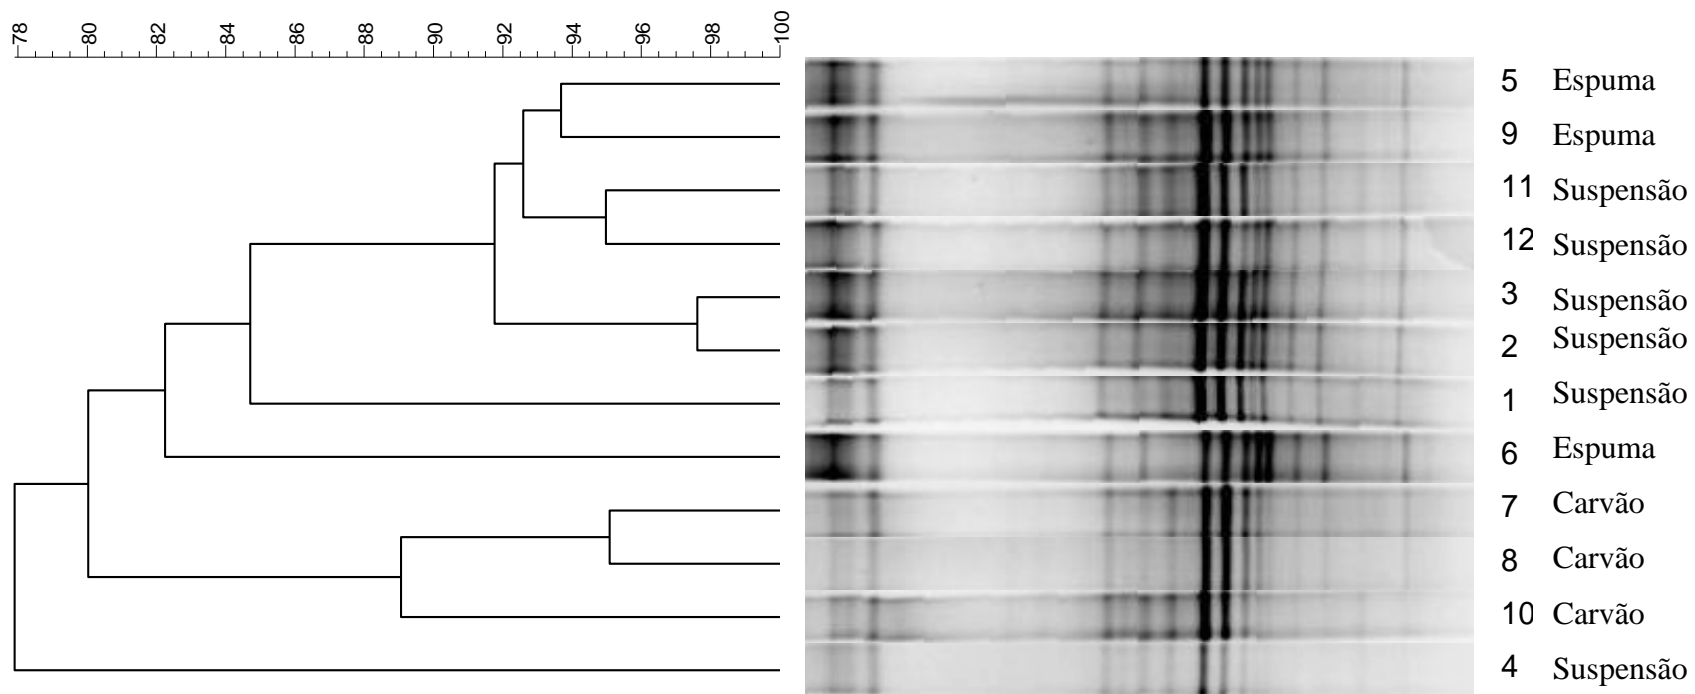 78 80 82 84 86 88 90 92 94 96 98 100
5 Espuma
9 Espuma
11 Suspensão
12 Suspensão
3 Suspensão
2 Suspensão
1 Suspensão
6 Espuma
7 Carvão
8 Carvão
10 Carvão
4 Suspensão